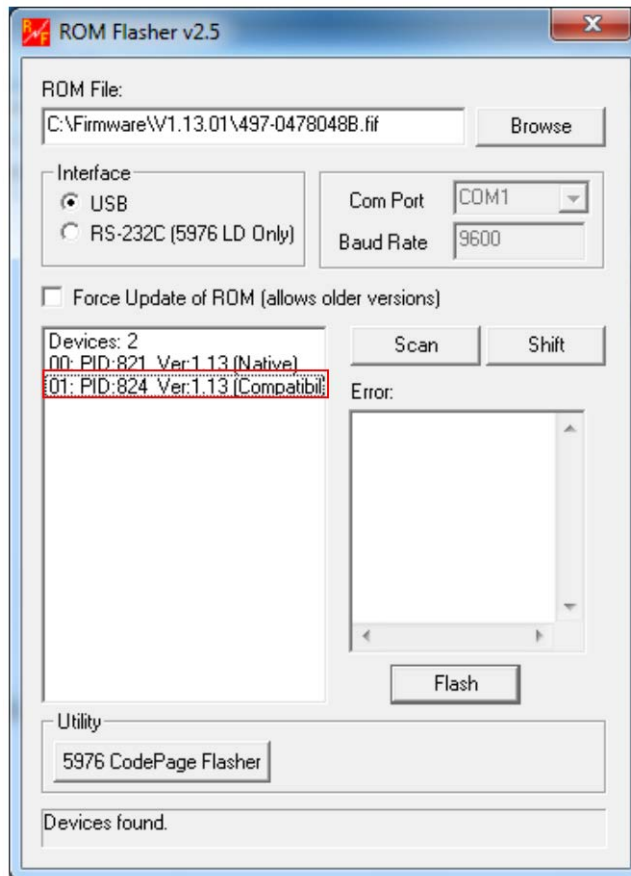 ROM Flasher v2.5
ROM File:
C:\Firmware\V1.13.01\497-0478048B.fif
Browse
Interface
USB
RS-232C (5976 LD Only)
Com Port
COM1
Baud Rate
9600
Force Update of ROM (allows older versions)
Devices: 2
00: PID:821 Ver:1.13 (Native)
01: PID:824 Ver:1.13 (Compatibil
Scan
Shift
Error:
Flash
Utility
5976 CodePage Flasher
Devices found.